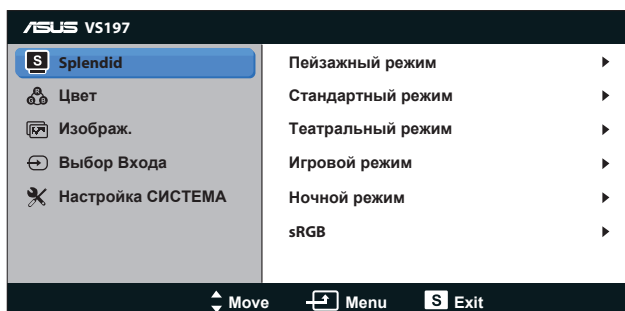 ASUS VS197
S Splendid
Цвет
Изображ.
Выбор Входа
Настройка СИСТЕМА
Пейзажный режим
Стандартный режим
Театральный режим
Игровой режим
Ночной режим
sRGB
Move Menu S Exit